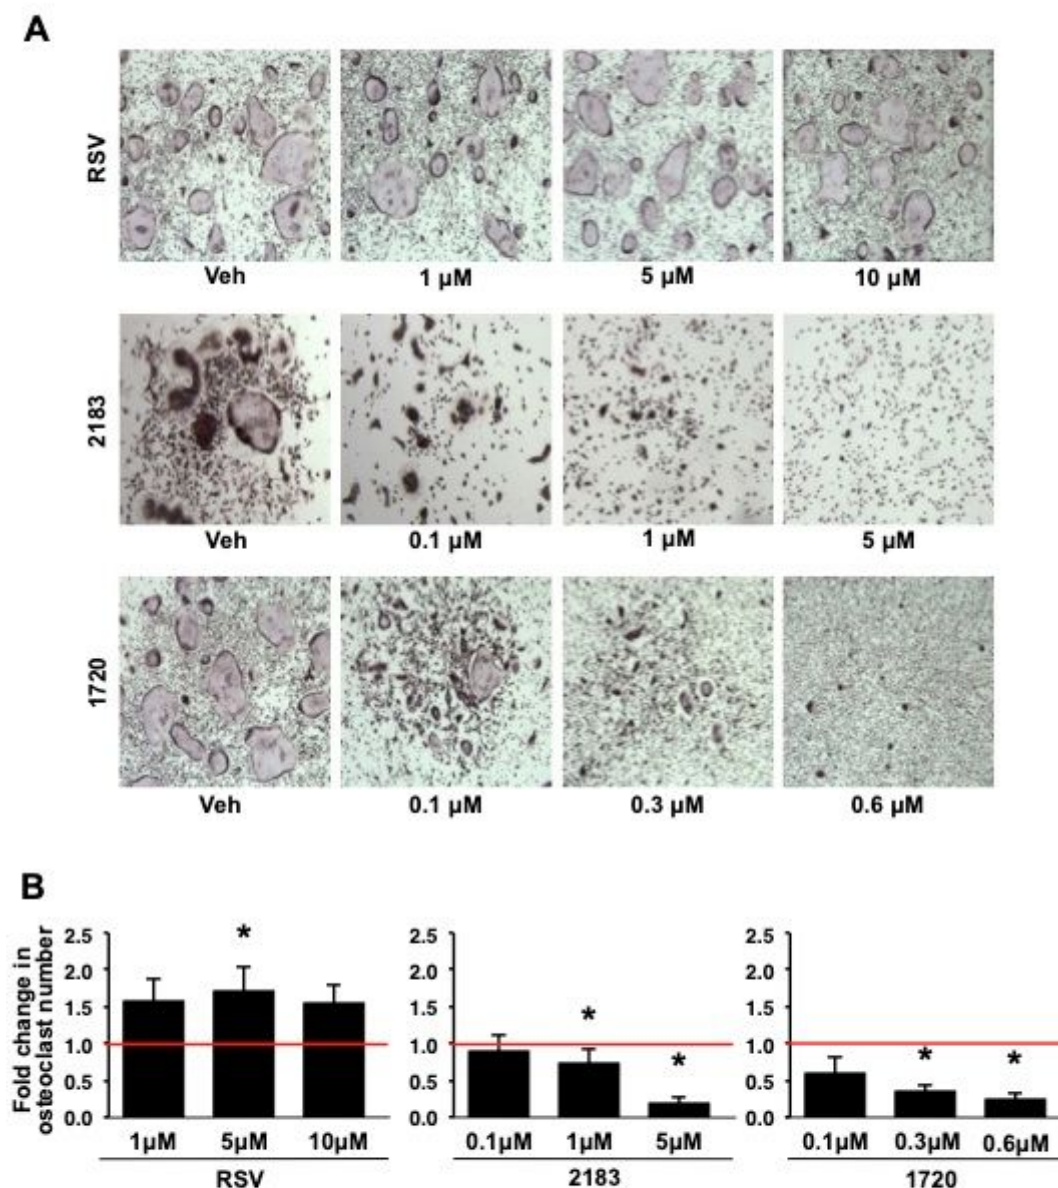 A
RSV
Veh 1 µM 5 µM 10 µM
2183
Veh 0.1 µM 1 µM 5 µM
1720
Veh 0.1 µM 0.3 µM 0.6 µM
B
Fold change in
osteoclast number
2.5 2.0 1.5 1.0 0.5 0.0
*
1µM 5µM 10µM
RSV
2.5 2.0 1.5 1.0 0.5 0.0
* *
0.1µM 1µM 5µM
2183
2.5 2.0 1.5 1.0 0.5 0.0
* *
0.1µM 0.3µM 0.6µM
1720